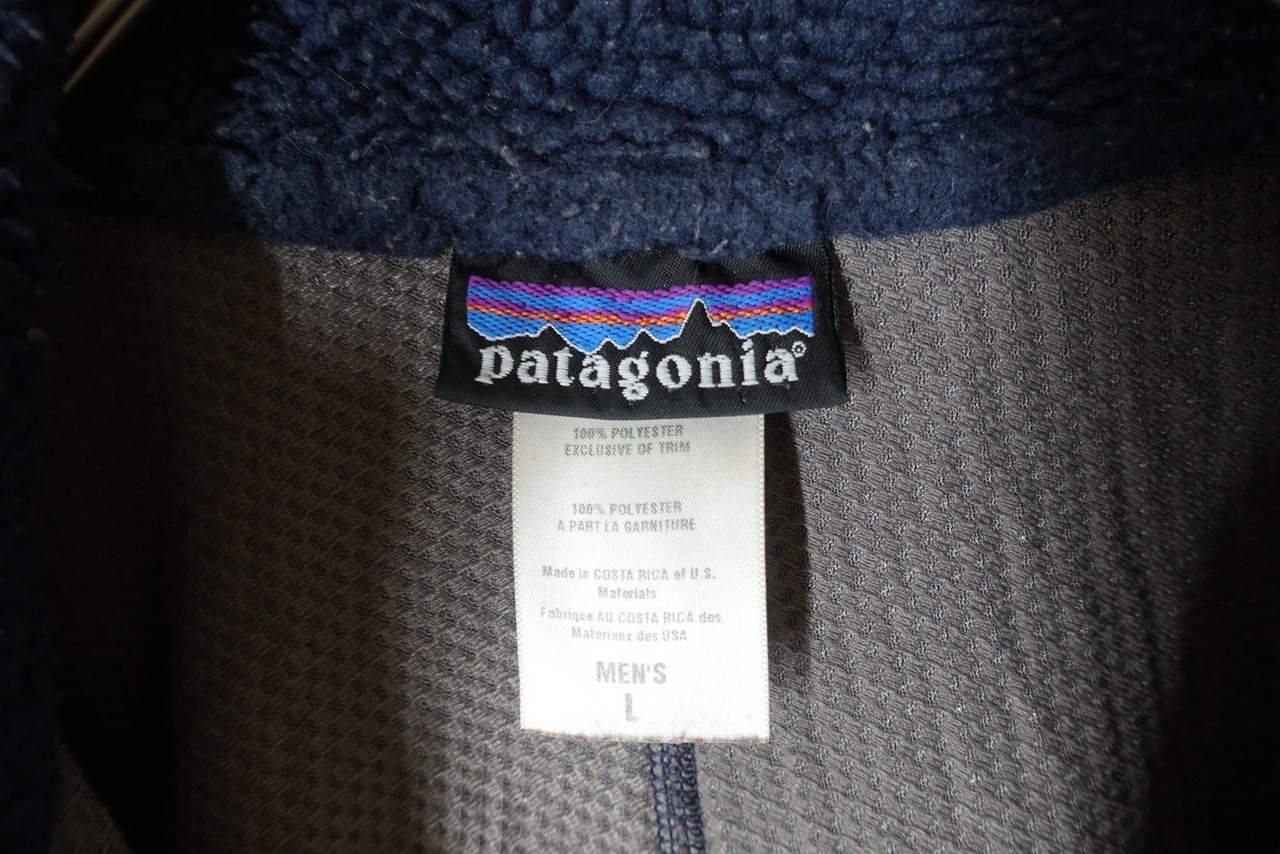 patagonia®
100% POLYESTER
EXCLUSIVE OF TRIM
100% POLYESTER
A PART LA GARNITURE
Made in COSTA RICA of U.S.
Materials
Fabrique AU COSTA RICA des
Materiaux des USA
MEN'S
L